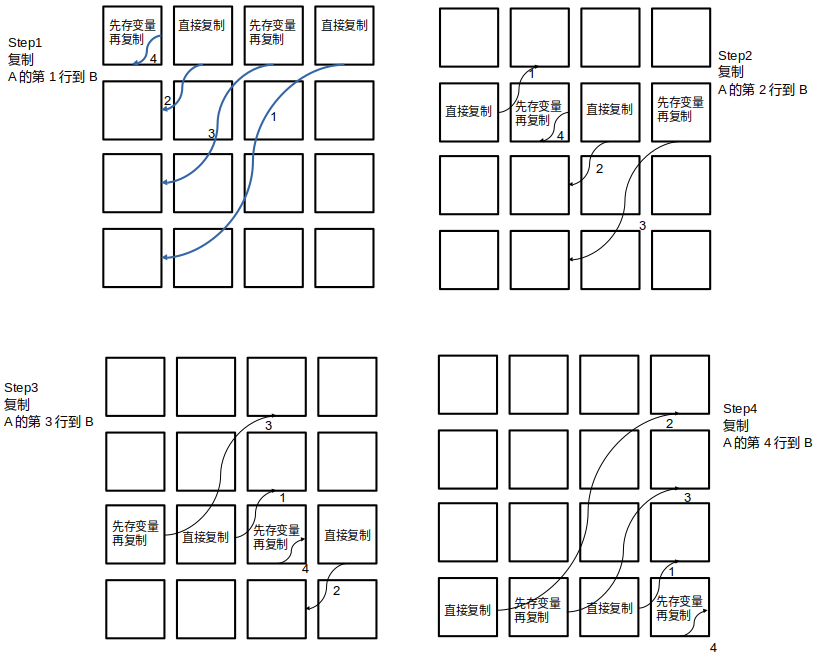 Step1
复制
A 的第 1 行到 B
先存变量
再复制
直接复制
先存变量
再复制
直接复制
4
2
3
1
Step2
复制
A 的第 2 行到 B
1
直接复制
先存变量
再复制
直接复制
先存变量
再复制
4
2
3
Step3
复制
A 的第 3 行到 B
3
1
先存变量
再复制
直接复制
先存变量
再复制
直接复制
4
2
Step4
复制
A 的第 4 行到 B
2
3
1
直接复制
先存变量
再复制
直接复制
先存变量
再复制
4